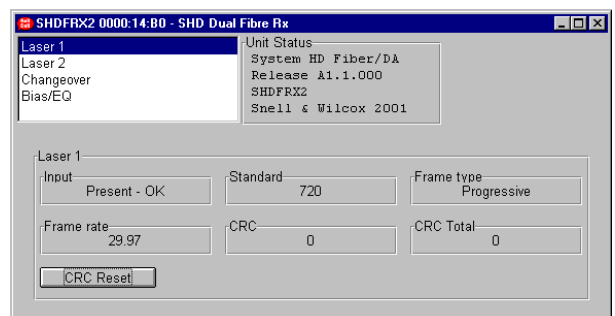 SHDFRX2 0000:14:B0 - SHD Dual Fibre Rx
Laser 1
Laser 2
Changeover
Bias/EQ
Unit Status
System HD Fiber/DA
Release A1.1.000
SHDFRX2
Snell & Wilcox 2001
Laser 1
Input
Present - OK
Standard
720
Frame type
Progressive
Frame rate
29.97
CRC
0
CRC Total
0
CRC Reset